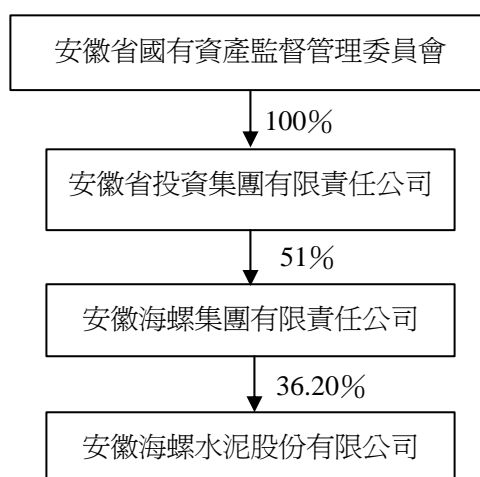 安徽省國有資產監督管理委員會
100%
安徽省投資集團有限責任公司
51%
安徽海螺集團有限責任公司
36.20%
安徽海螺水泥股份有限公司